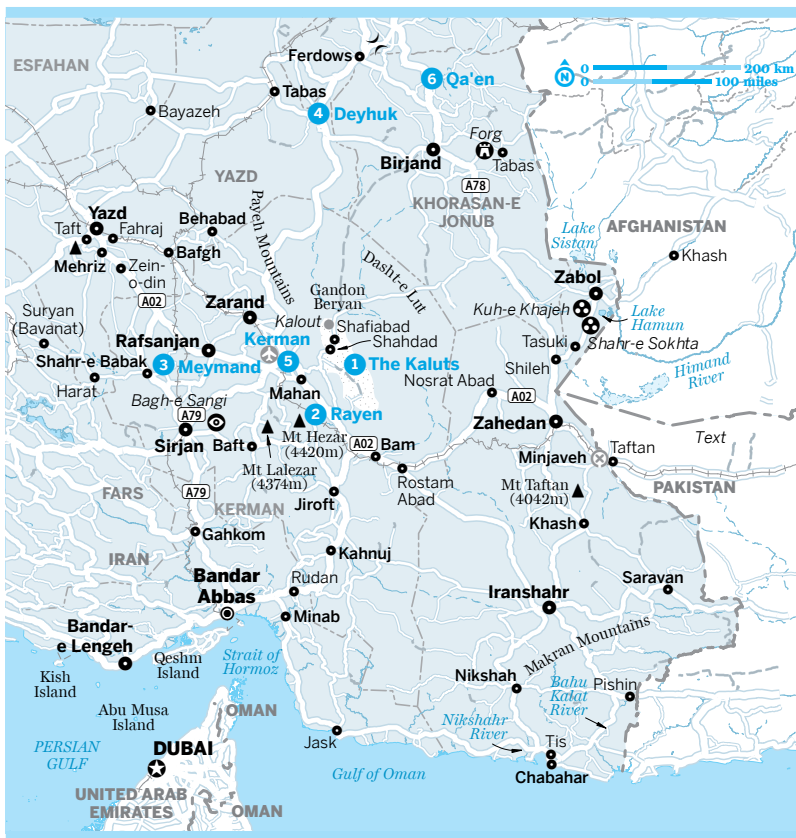 Ferdows
ESFAHAN
6 Qa'en
0 200 km
N
0 100 miles
Tabas
Bayazeh
4 Deyhuk
Forg
Birjand
Tabas
YAZD
A78
KHORASAN-E
JONUB
Payeh Mountains
Yazd
Taft
Fahraj
Behabad
AFGHANISTAN
Lake
Sistan
Khash
Mehriz
Bafgh
Zein-
o-din
Dasht-e Lut
Zabol
A02
Gandon
Beryan
Kuh-e Khajeh
Lake
Hamun
Suryan
(Bavanat)
Zarand
Kalout
Shafiabad
Shahdad
Tasuki
Shahr-e Sokhta
Rafsanjan
Kerman
5
Shileh
Shahr-e Babak
3 Meymand
1 The Kaluts
Himand
River
Harat
Mahan
Nosrat Abad
Bagh-e Sangi
A02
A79
2 Rayen
Zahedan
Sirjan
Baft
Mt Hezar
(4420m)
Text
A02
Bam
Minjaveh
Taftan
Mt Lalezar
(4374m)
Rostam
Abad
Mt Taftan
(4042m)
PAKISTAN
FARS
A79
KERMAN
Jiroft
Khash
Gahkom
IRAN
Kahnuj
Bandar
Abbas
Rudan
Saravan
Iranshahr
Minab
Bandar-
e Lengeh
Qeshm
Island
Strait of
Hormoz
Makran Mountains
Kish
Island
Nikshah
Bahu
Kalat
River
Pishin
Abu Musa
Island
OMAN
Nikshahr
River
PERSIAN
GULF
DUBAI
Jask
Tis
Gulf of Oman
Chabahar
UNITED ARAB
EMIRATES
OMAN